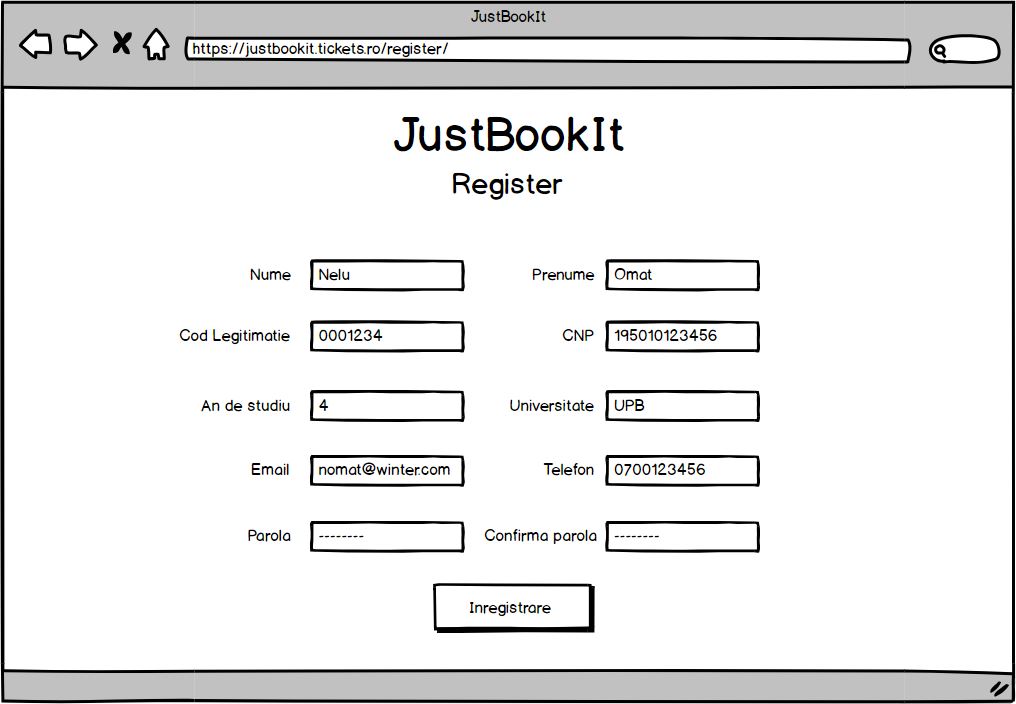 JustBookIt
https://justbookit.tickets.ro/register/
JustBookIt
Register
Nume Nelu Prenume Omat
Cod Legitimatie 0001234 CNP 195010123456
An de studiu 4 Universitate UPB
Email nomat@winter.com Telefon 0700123456
Parola -------- Confirma parola --------
Inregistrare